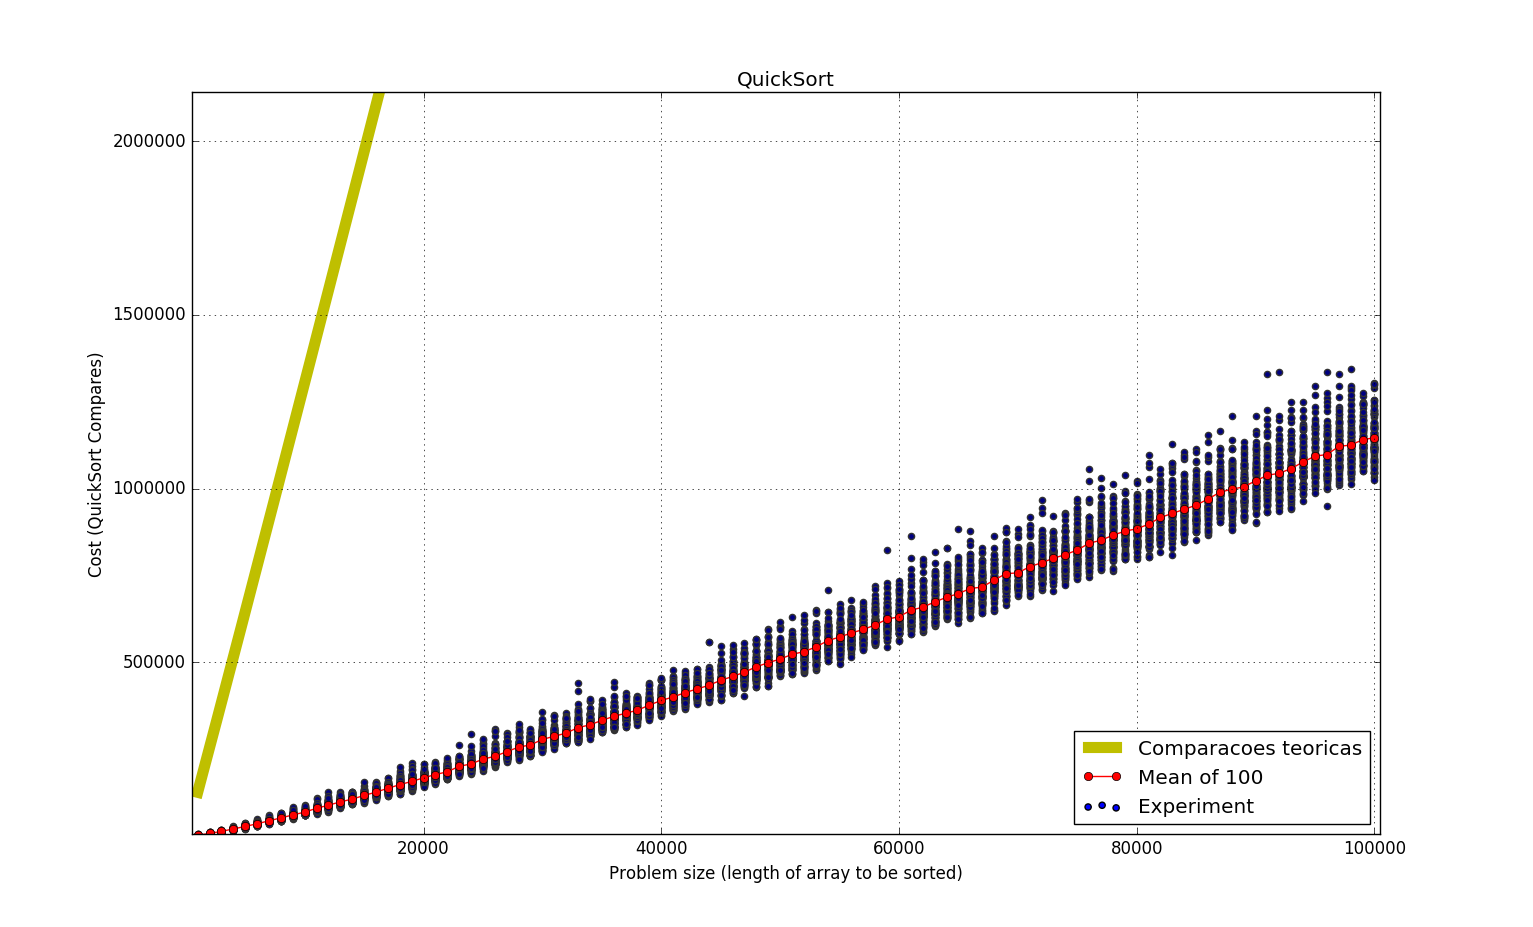 QuickSort
2000000
1500000
1000000
500000
Cost (QuickSort Compares)
20000
40000
60000
80000
100000
Problem size (length of array to be sorted)
Comparacoes teoricas
Mean of 100
Experiment